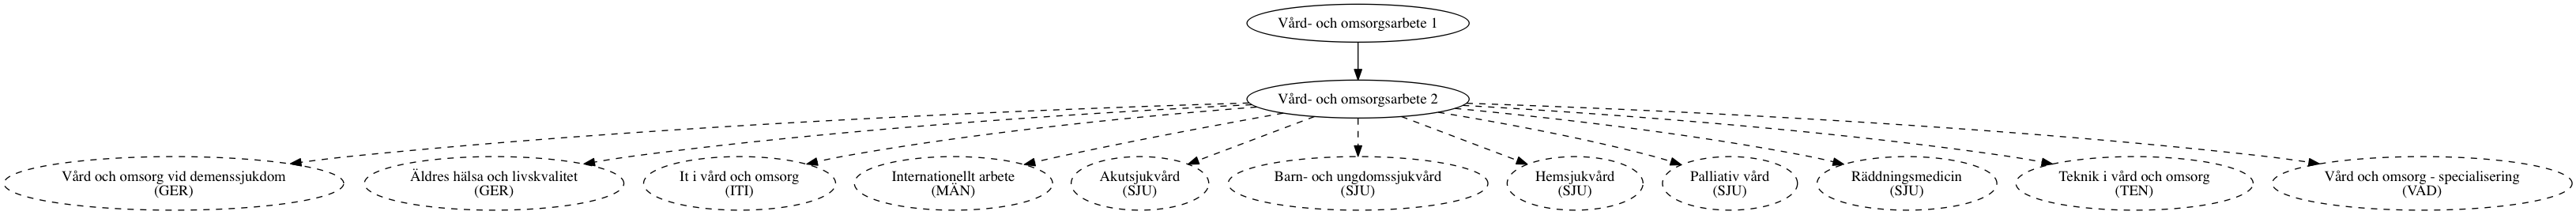 Vård- och omsorgsarbete 1
Vård- och omsorgsarbete 2
Vård och omsorg vid demenssjukdom
(GER)
Äldres hälsa och livskvalitet
(GER)
It i vård och omsorg
(ITI)
Internationellt arbete
(MÄN)
Akutsjukvård
(SJU)
Barn- och ungdomssjukvård
(SJU)
Hemsjukvård
(SJU)
Palliativ vård
(SJU)
Räddningsmedicin
(SJU)
Teknik i vård och omsorg
(TEN)
Vård och omsorg - specialisering
(VAD)